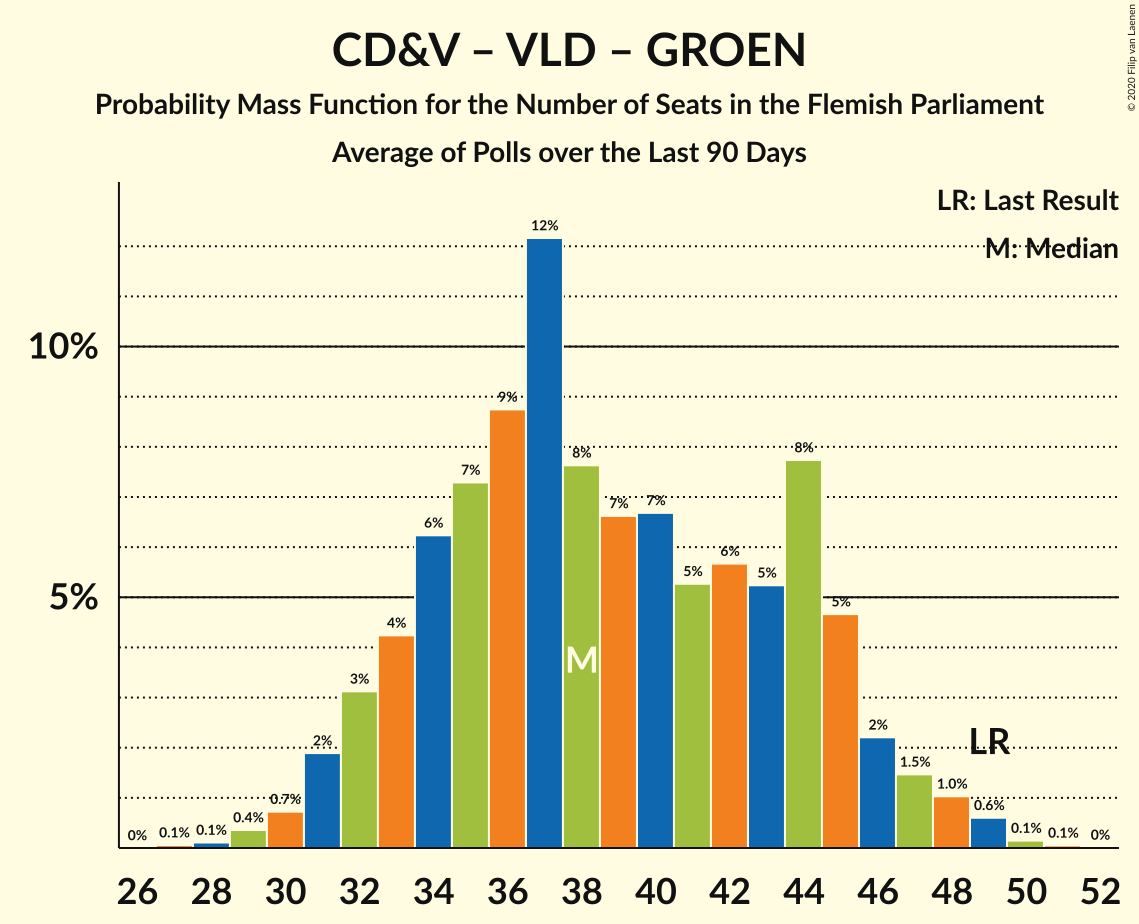 CD&V – VLD – GROEN
Probability Mass Function for the Number of Seats in the Flemish Parliament
Average of Polls over the Last 90 Days
© 2020 Filip van Laenen
LR: Last Result
M: Median
10%
5%
0% 0.1% 0.1% 0.4% 0.7% 2% 3% 4% 6% 7% 9% 12% 8% 7% 7% 5% 6% 5% 8% 5% 2% 1.5% 1.0% 0.6% 0.1% 0.1% 0%
M
LR
26 28 30 32 34 36 38 40 42 44 46 48 50 52